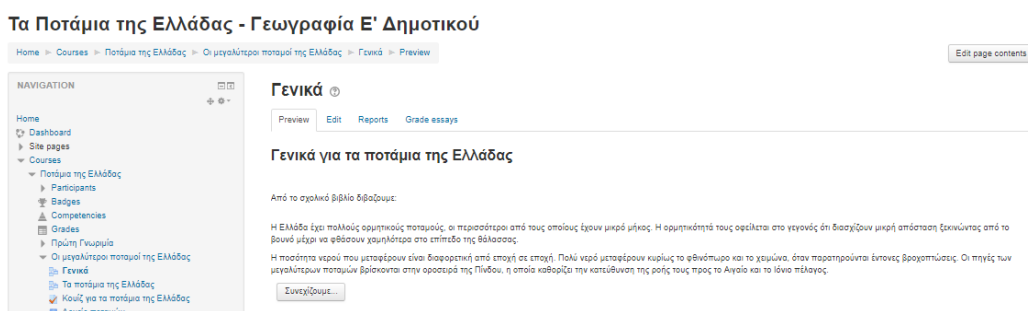 Τα Ποτάμια της Ελλάδας - Γεωγραφία Ε' Δημοτικού
Home Courses Ποτάμια της Ελλάδας Οι μεγαλύτεροι ποταμοί της Ελλάδας Γενικά Preview
Edit page contents
NAVIGATION
Home
Dashboard
Site pages
Courses
Ποτάμια της Ελλάδας
Participants
Badges
Competencies
Grades
Πρώτη Γνωριμία
Οι μεγαλύτεροι ποταμοί της Ελλάδας
Γενικά
Τα ποτάμια της Ελλάδας
Κουίζ για τα ποτάμια της Ελλάδας
Γενικά
Preview Edit Reports Grade essays
Γενικά για τα ποτάμια της Ελλάδας
Από το σχολικό βιβλίο διβαζουμε:
Η Ελλάδα έχει πολλούς ορμητικούς ποταμούς, οι περισσότεροι από τους οποίους έχουν μικρό μήκος. Η ορμητικότητά τους οφείλεται στο γεγονός ότι διασχίζουν μικρή απόσταση ξεκινώντας από το
βουνό μέχρι να φθάσουν χαμηλότερα στο επίπεδο της θάλασσας.
Η ποσότητα νερού που μεταφέρουν είναι διαφορετική από εποχή σε εποχή. Πολύ νερό μεταφέρουν κυρίως το φθινόπωρο και το χειμώνα, όταν παρατηρούνται έντονες βροχοπτώσεις. Οι πηγές των
μεγαλύτερων ποταμών βρίσκονται στην οροσειρά της Πίνδου, η οποία καθορίζει την κατεύθυνση της ροής τους προς το Αιγαίο και το Ιόνιο πέλαγος.
Συνεχίζουμε...